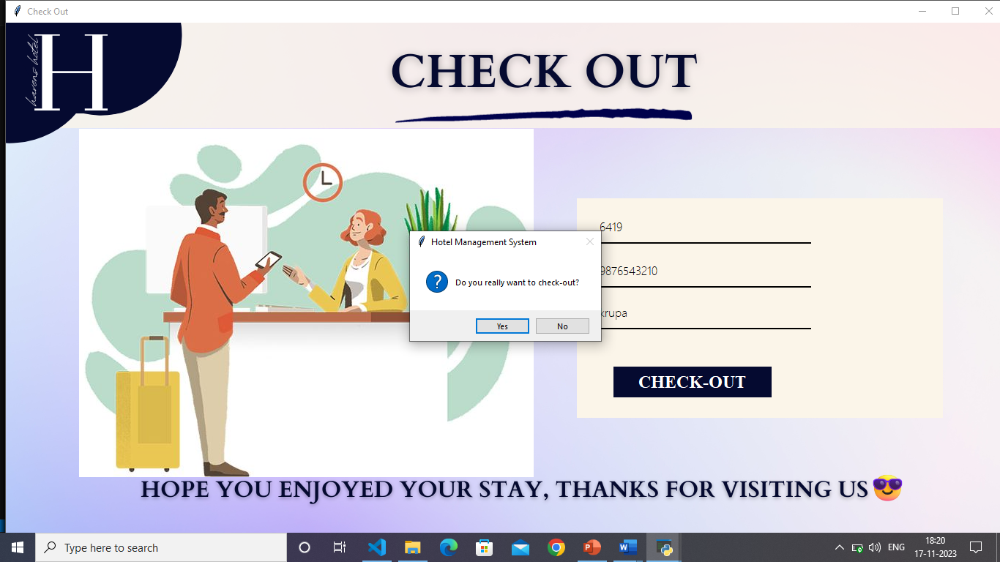 Check Out
havens hotel
H
CHECK OUT
6419
Hotel Management System
9876543210
Do you really want to check-out?
krupa
Yes
No
CHECK-OUT
HOPE YOU ENJOYED YOUR STAY, THANKS FOR VISITING US😎
Type here to search
ENG
18:20
17-11-2023